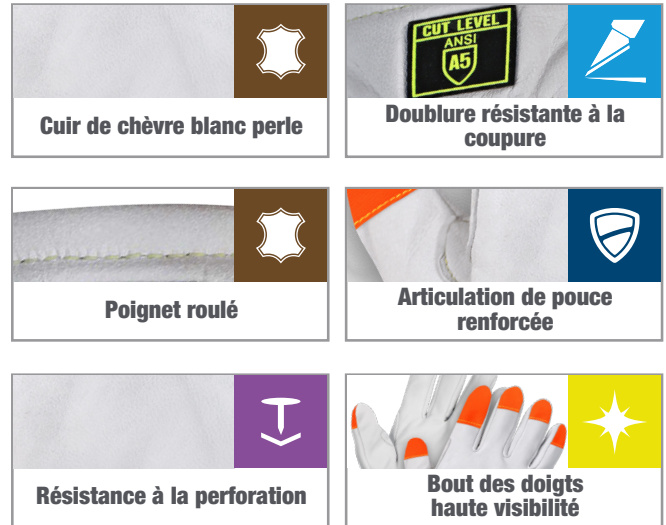 CUT LEVEL
ANSI
A5
Cuir de chèvre blanc perle
Doublure résistante à la
coupure
Poignet roulé
Articulation de pouce
renforcée
Résistance à la perforation
Bout des doigts
haute visibilité